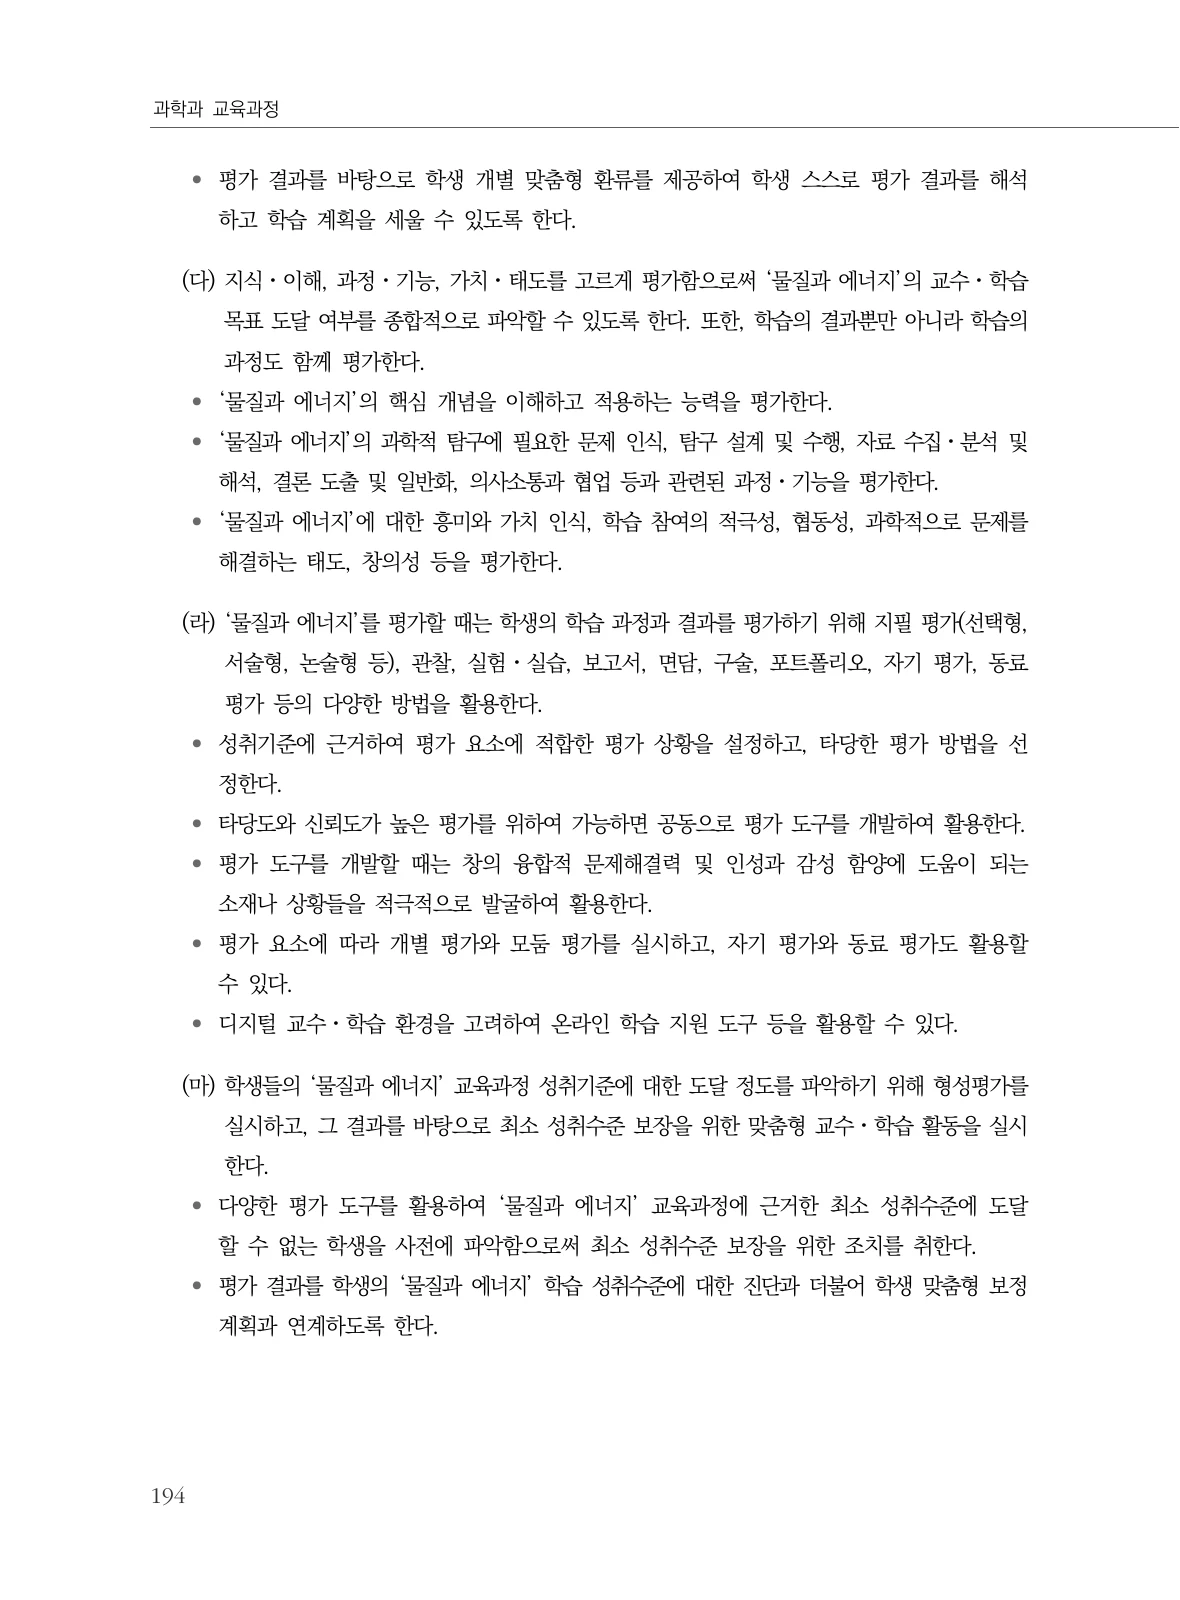 과학과 교육과정
● 평가 결과를 바탕으로 학생 개별 맞춤형 환류를 제공하여 학생 스스로 평가 결과를 해석
하고 학습 계획을 세울 수 있도록 한다.
(다) 지식・이해, 과정・기능, 가치・태도를 고르게 평가함으로써 ‘물질과 에너지’의 교수・학습
목표 도달 여부를 종합적으로 파악할 수 있도록 한다. 또한, 학습의 결과뿐만 아니라 학습의
과정도 함께 평가한다.
● ‘물질과 에너지’의 핵심 개념을 이해하고 적용하는 능력을 평가한다.
● ‘물질과 에너지’의 과학적 탐구에 필요한 문제 인식, 탐구 설계 및 수행, 자료 수집・분석 및
해석, 결론 도출 및 일반화, 의사소통과 협업 등과 관련된 과정・기능을 평가한다.
● ‘물질과 에너지’에 대한 흥미와 가치 인식, 학습 참여의 적극성, 협동성, 과학적으로 문제를
해결하는 태도, 창의성 등을 평가한다.
(라) ‘물질과 에너지’를 평가할 때는 학생의 학습 과정과 결과를 평가하기 위해 지필 평가(선택형,
서술형, 논술형 등), 관찰, 실험・실습, 보고서, 면담, 구술, 포트폴리오, 자기 평가, 동료
평가 등의 다양한 방법을 활용한다.
● 성취기준에 근거하여 평가 요소에 적합한 평가 상황을 설정하고, 타당한 평가 방법을 선
정한다.
● 타당도와 신뢰도가 높은 평가를 위하여 가능하면 공동으로 평가 도구를 개발하여 활용한다.
● 평가 도구를 개발할 때는 창의 융합적 문제해결력 및 인성과 감성 함양에 도움이 되는
소재나 상황들을 적극적으로 발굴하여 활용한다.
● 평가 요소에 따라 개별 평가와 모둠 평가를 실시하고, 자기 평가와 동료 평가도 활용할
수 있다.
● 디지털 교수・학습 환경을 고려하여 온라인 학습 지원 도구 등을 활용할 수 있다.
(마) 학생들의 ‘물질과 에너지’ 교육과정 성취기준에 대한 도달 정도를 파악하기 위해 형성평가를
실시하고, 그 결과를 바탕으로 최소 성취수준 보장을 위한 맞춤형 교수・학습 활동을 실시
한다.
● 다양한 평가 도구를 활용하여 ‘물질과 에너지’ 교육과정에 근거한 최소 성취수준에 도달
할 수 없는 학생을 사전에 파악함으로써 최소 성취수준 보장을 위한 조치를 취한다.
● 평가 결과를 학생의 ‘물질과 에너지’ 학습 성취수준에 대한 진단과 더불어 학생 맞춤형 보정
계획과 연계하도록 한다.
194